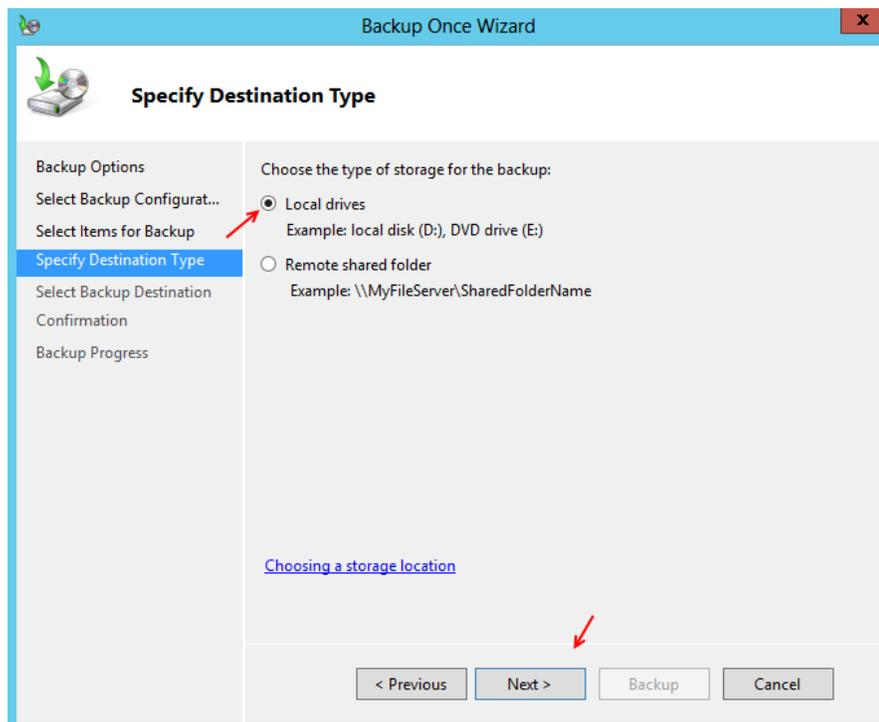 Backup Once Wizard
x
Specify Destination Type
Backup Options
Select Backup Configurat...
Select Items for Backup
Specify Destination Type
Select Backup Destination
Confirmation
Backup Progress
Choose the type of storage for the backup:
Local drives
Example: local disk (D:), DVD drive (E:)
Remote shared folder
Example: \\MyFileServer\SharedFolderName
Choosing a storage location
< Previous
Next >
Backup
Cancel